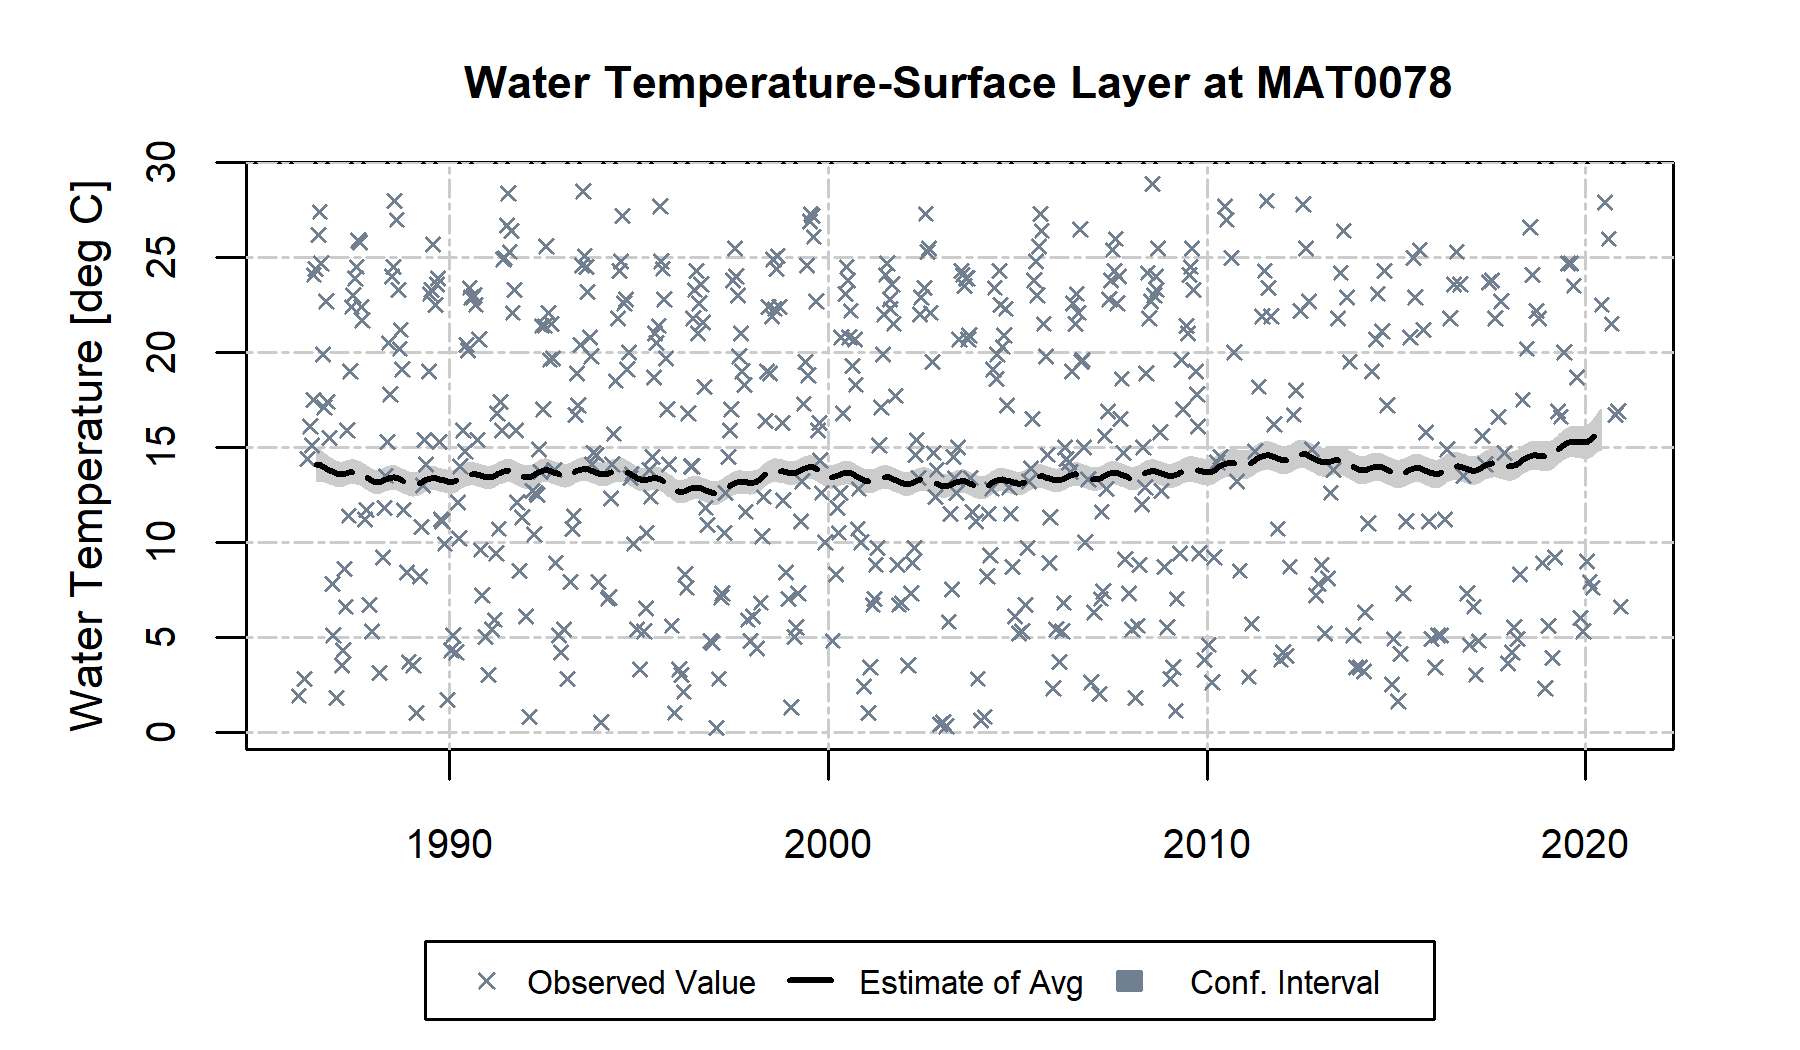 Water Temperature-Surface Layer at MAT0078
Water Temperature [deg C]
30
25
20
15
10
5
0
1990 2000 2010 2020
Observed Value Estimate of Avg Conf. Interval